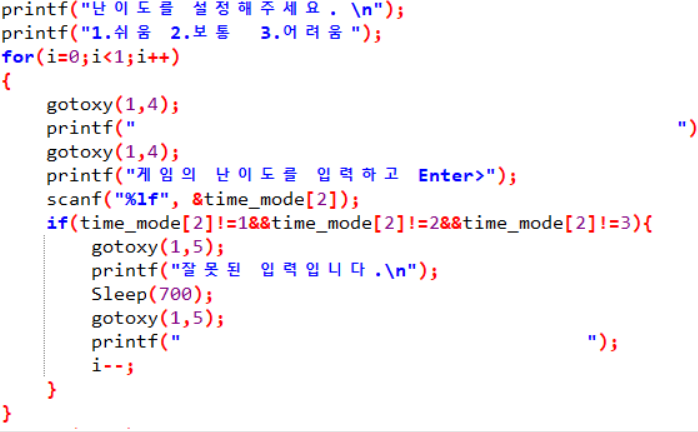 printf("난이도를 설정해주세요. \n");
printf("1.쉬움 2.보통  3.어려움");
for(i=0;i<1;i++)
{
    gotoxy(1,4);
    printf("                                                 ")
    gotoxy(1,4);
    printf("게임의 난이도를 입력하고 Enter>");
    scanf("%lf", &time_mode[2]);
    if(time_mode[2]!=1&&time_mode[2]!=2&&time_mode[2]!=3){
        gotoxy(1,5);
        printf("잘못된 입력입니다.\n");
        Sleep(700);
        gotoxy(1,5);
        printf("                                     ");
        i--;
    }
}